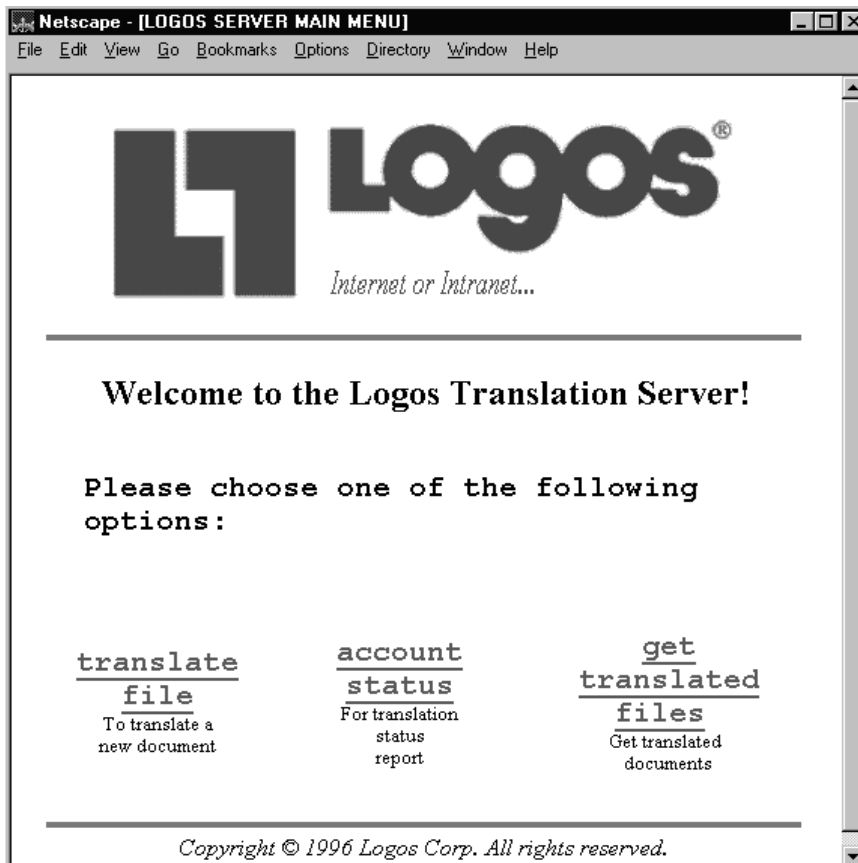 Netscape - [LOGOS SERVER MAIN MENU]
File Edit View Go Bookmarks Options Directory Window Help
Logos®
Internet or Intranet...
Welcome to the Logos Translation Server!
Please choose one of the following
options:
translate
file
To translate a
new document
account
status
For translation
status
report
get
translated
files
Get translated
documents
Copyright © 1996 Logos Corp. All rights reserved.